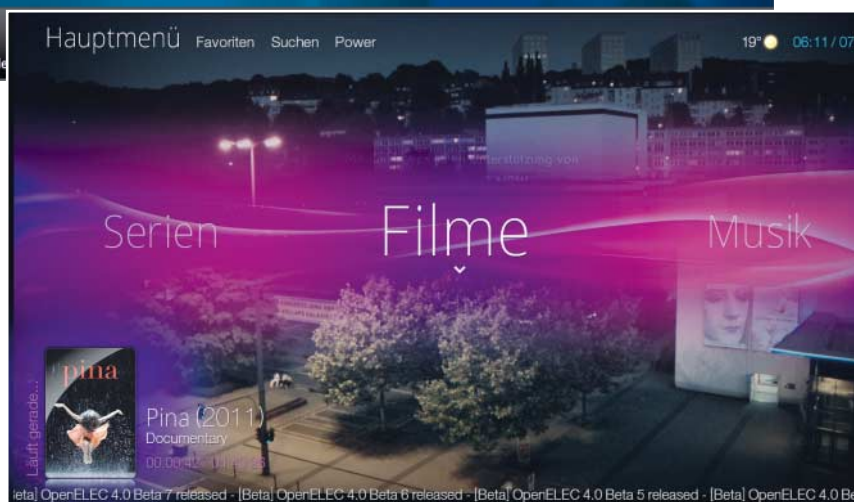 Hauptmenü Favoriten Suchen Power
19° 06:11 / 07
Serien Filme Musik
Läuft gerade...
pina
Pina (2011)
Documentary
[Beta] OpenELEC 4.0 Beta 7 released - [Beta] OpenELEC 4.0 Beta 6 released - [Beta] OpenELEC 4.0 Beta 5 released - [Beta] OpenELEC 4.0 Be